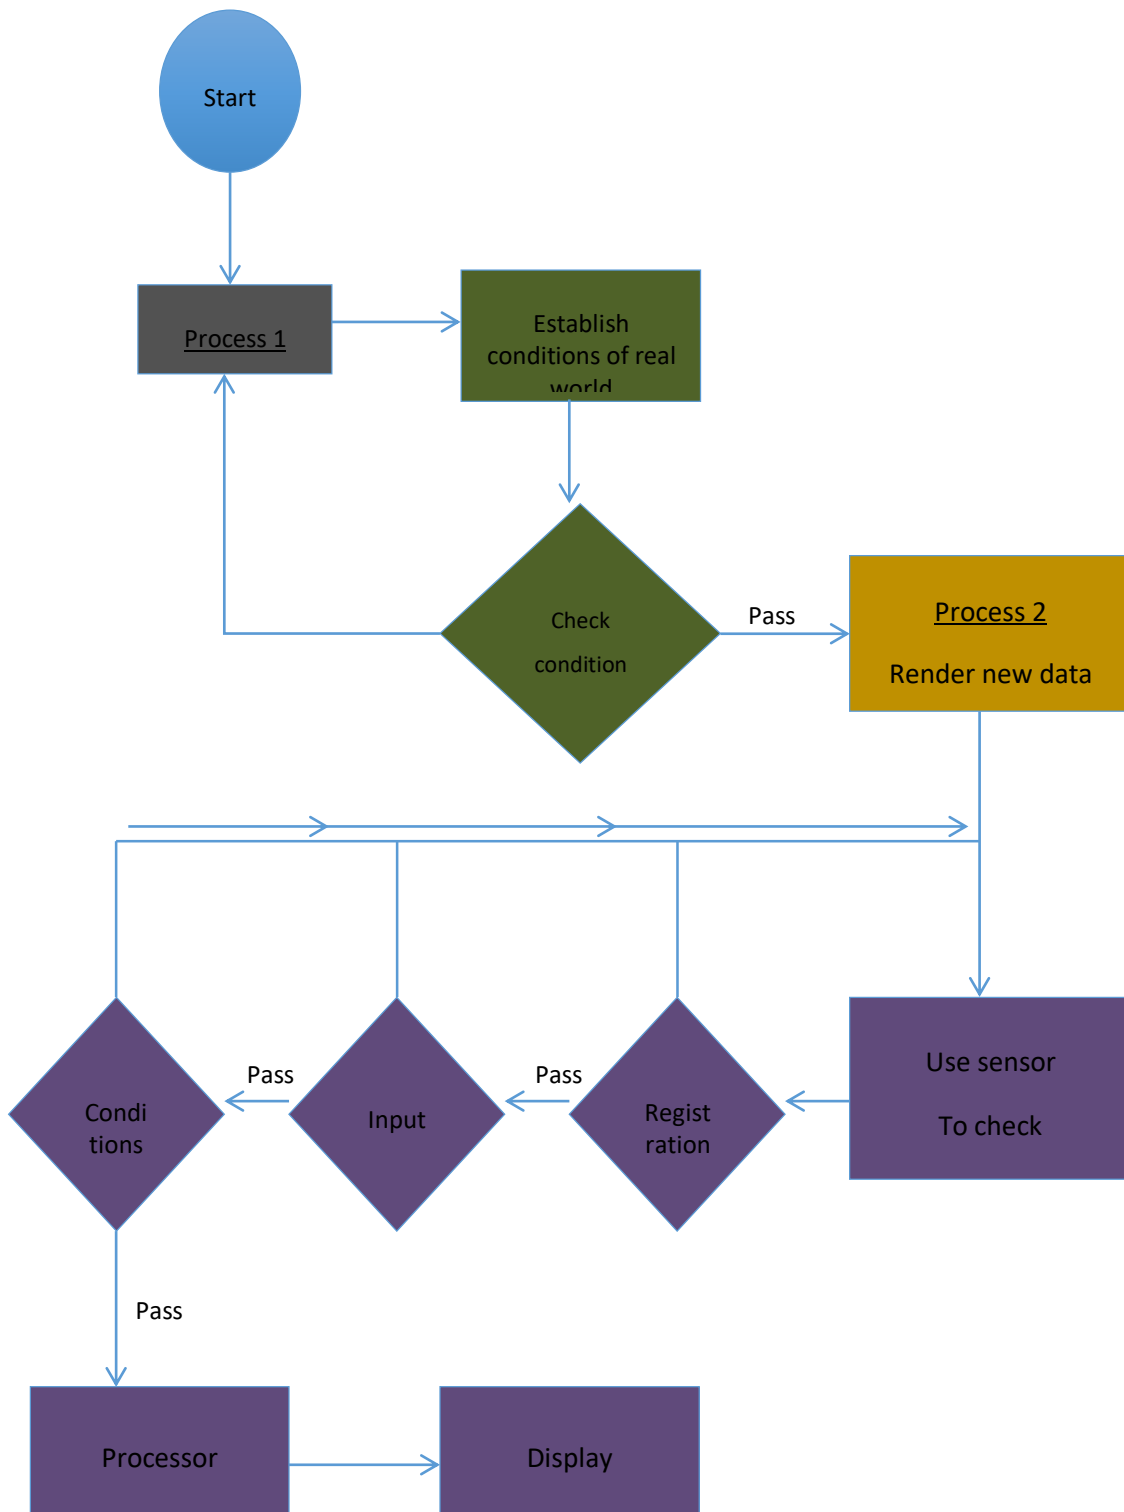 Start
Process 1
Establish
conditions of real
world
Check
condition
Pass
Process 2
Render new data
Use sensor
To check
Regist
ration
Pass
Input
Pass
Condi
tions
Pass
Processor
Display